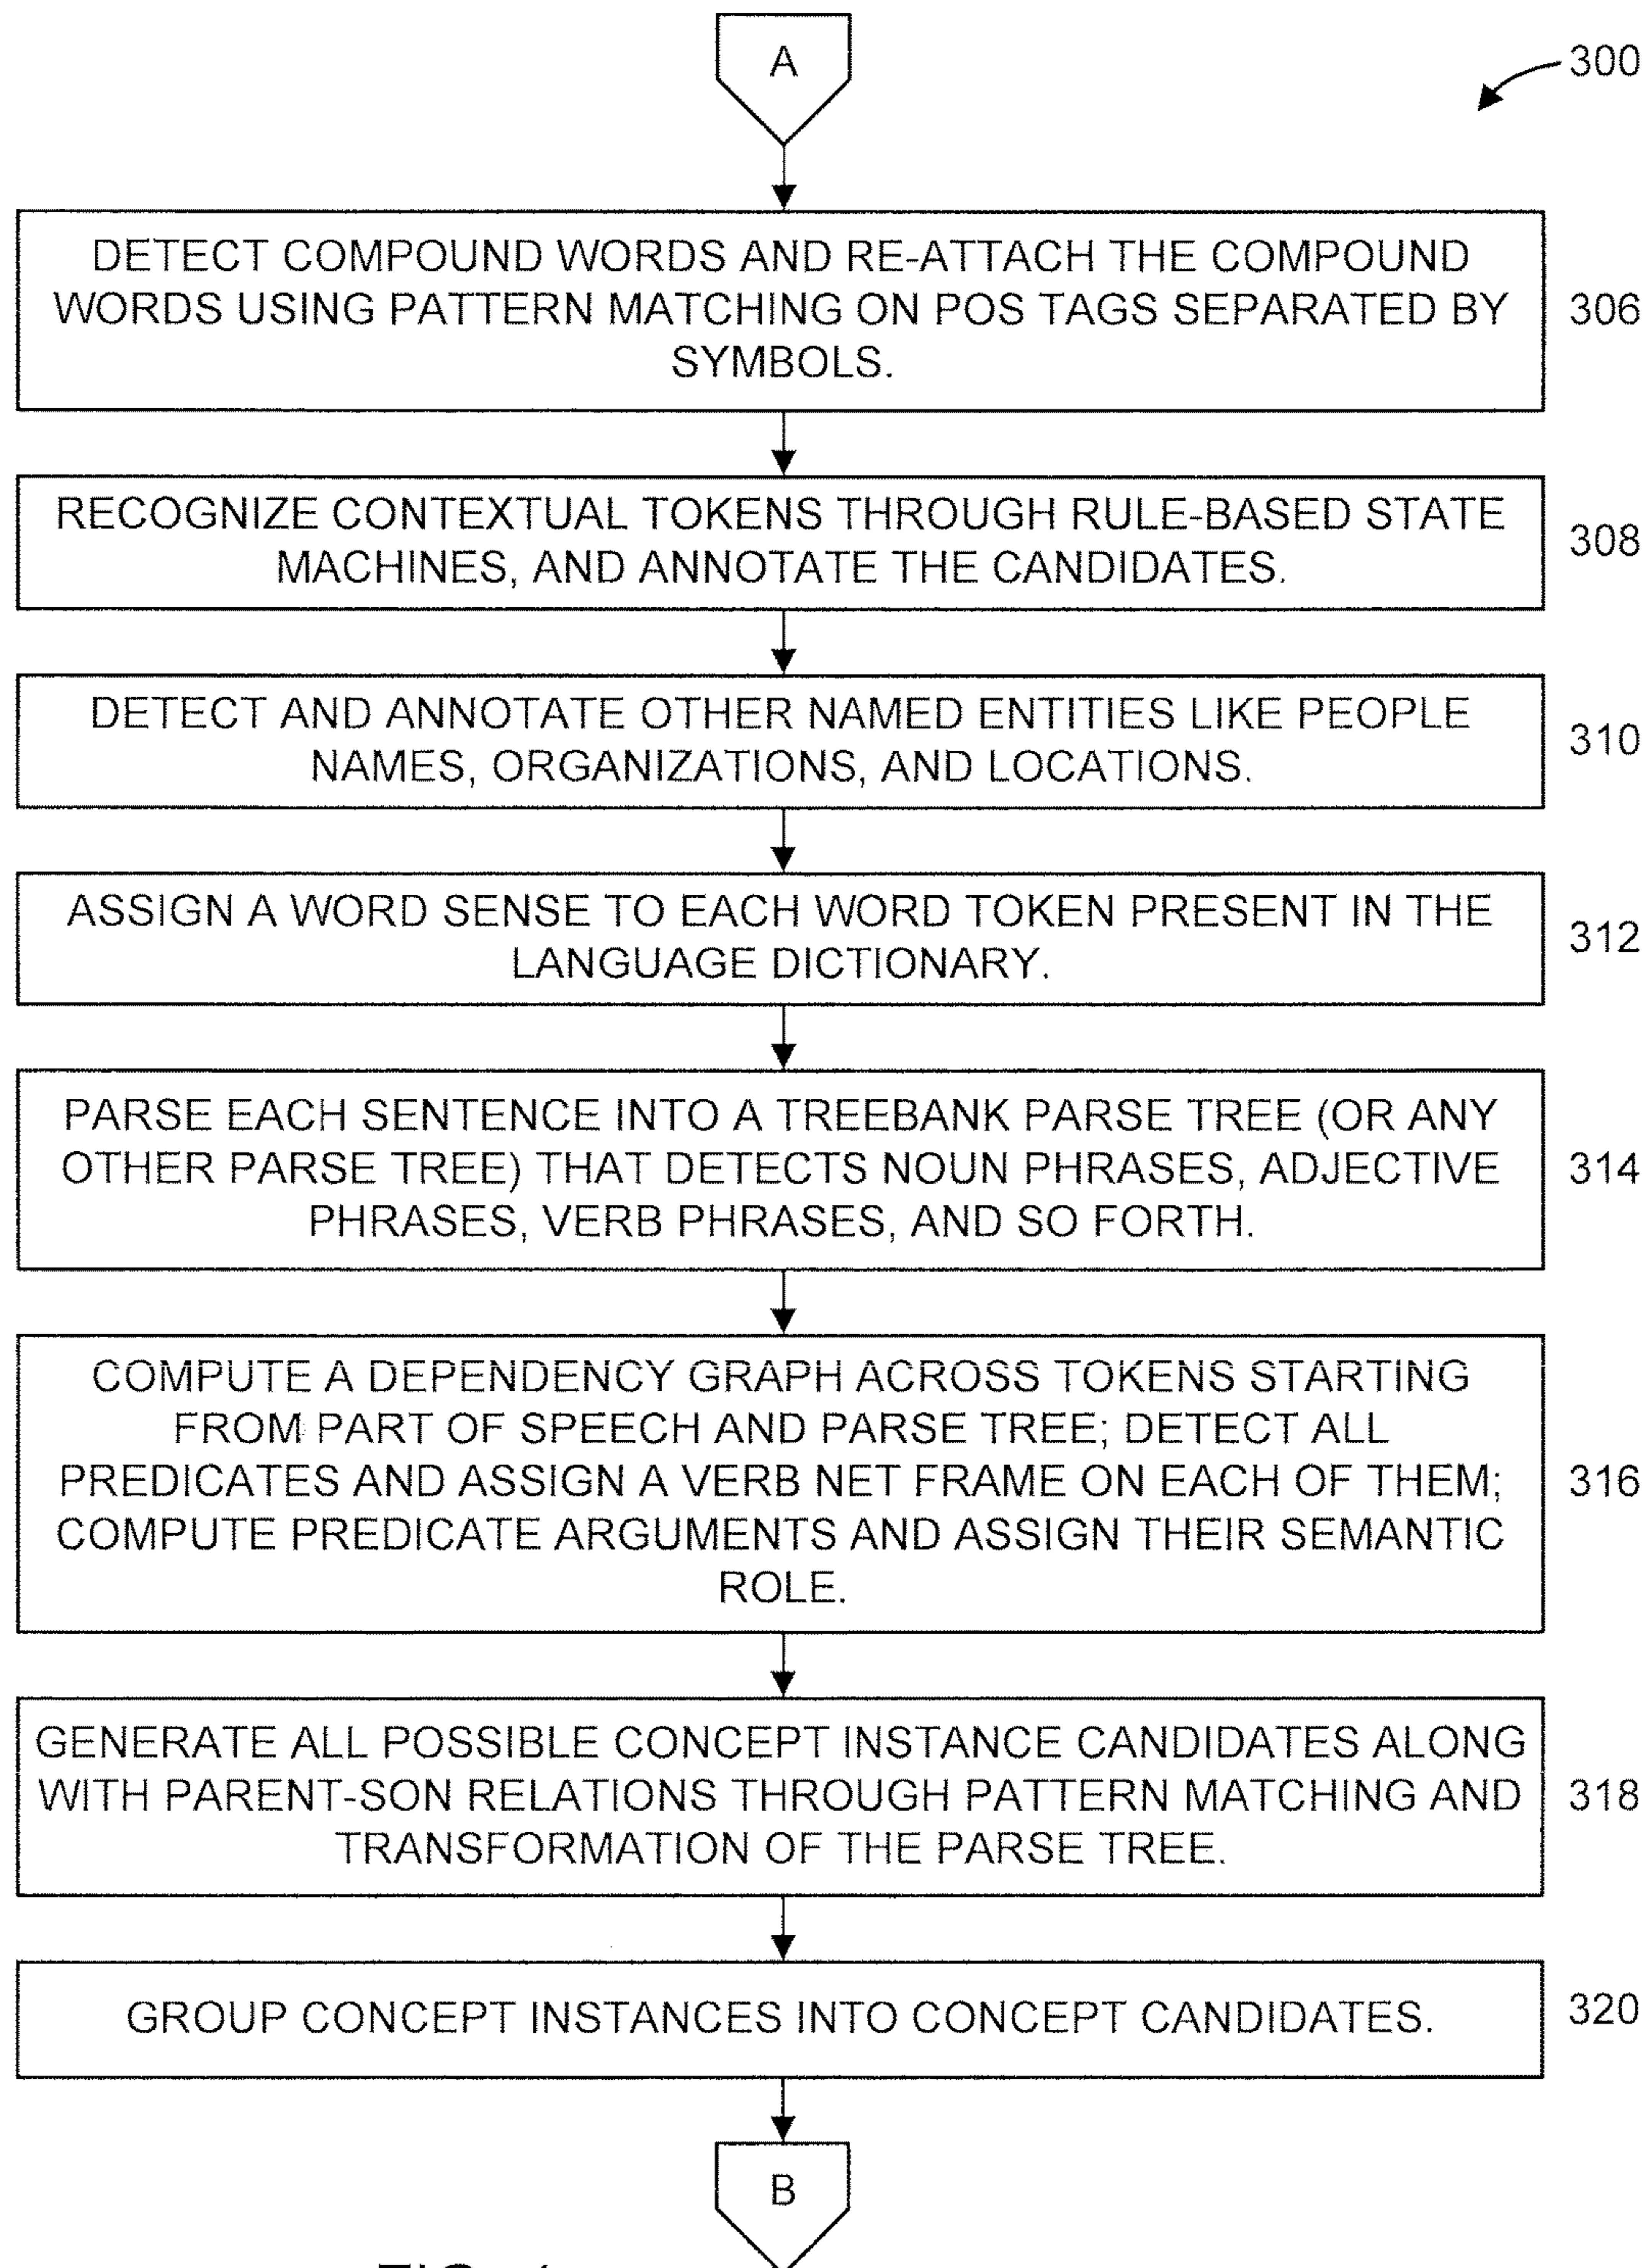 A
300
DETECT COMPOUND WORDS AND RE-ATTACH THE COMPOUND
WORDS USING PATTERN MATCHING ON POS TAGS SEPARATED BY
SYMBOLS.
306
RECOGNIZE CONTEXTUAL TOKENS THROUGH RULE-BASED STATE
MACHINES, AND ANNOTATE THE CANDIDATES.
308
DETECT AND ANNOTATE OTHER NAMED ENTITIES LIKE PEOPLE
NAMES, ORGANIZATIONS, AND LOCATIONS.
310
ASSIGN A WORD SENSE TO EACH WORD TOKEN PRESENT IN THE
LANGUAGE DICTIONARY.
312
PARSE EACH SENTENCE INTO A TREEBANK PARSE TREE (OR ANY
OTHER PARSE TREE) THAT DETECTS NOUN PHRASES, ADJECTIVE
PHRASES, VERB PHRASES, AND SO FORTH.
314
COMPUTE A DEPENDENCY GRAPH ACROSS TOKENS STARTING
FROM PART OF SPEECH AND PARSE TREE; DETECT ALL
PREDICATES AND ASSIGN A VERB NET FRAME ON EACH OF THEM;
COMPUTE PREDICATE ARGUMENTS AND ASSIGN THEIR SEMANTIC
ROLE.
316
GENERATE ALL POSSIBLE CONCEPT INSTANCE CANDIDATES ALONG
WITH PARENT-SON RELATIONS THROUGH PATTERN MATCHING AND
TRANSFORMATION OF THE PARSE TREE.
318
GROUP CONCEPT INSTANCES INTO CONCEPT CANDIDATES.
320
B